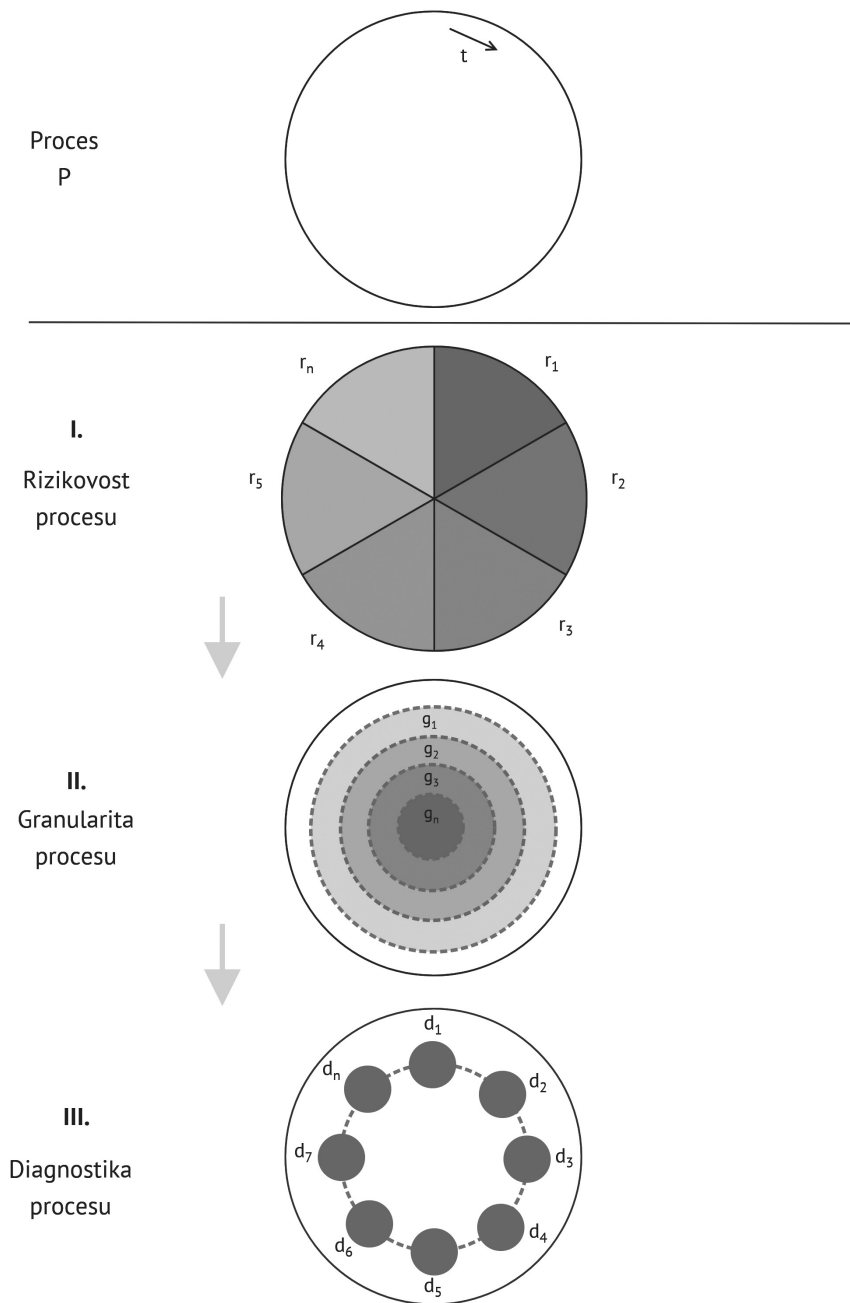 t
Proces
P
rₙ
r₁
I.
Rizikovost
procesu
r₅
r₂
r₄
r₃
g₁
g₂
g₃
gₙ
II.
Granularita
procesu
d₁
dₙ
d₂
III.
Diagnostika
procesu
d₇
d₃
d₆
d₄
d₅